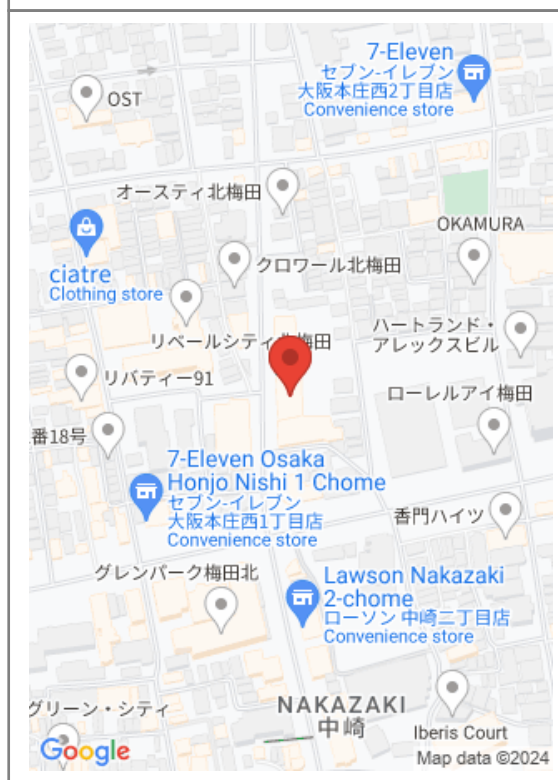 7-Eleven
セブン-イレブン
大阪本庄西2丁目店
Convenience store
OST
オースティ北梅田
OKAMURA
ciatre
Clothing store
クロワール北梅田
リベールシティ北梅田
ハートランド・
アレックスビル
リバティー91
ローレルアイ梅田
番18号
7-Eleven Osaka
Honjo Nishi 1 Chome
セブン-イレブン
大阪本庄西1丁目店
Convenience store
香門ハイツ
グレンパーク梅田北
Lawson Nakazaki
2-chome
ローソン 中崎二丁目店
Convenience store
NAKAZAKI
中崎
グリーン・シティ
Iberis Court
Google
Map data ©2024